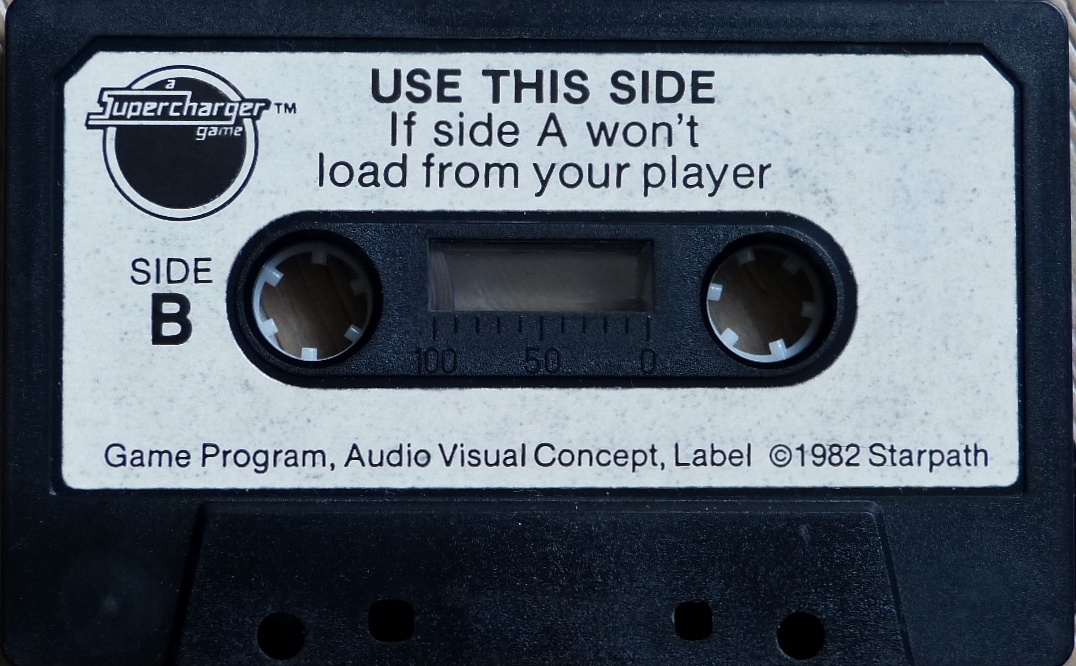 a
Supercharger™
game
USE THIS SIDE
If side A won't
load from your player
SIDE
B
100 50 0
Game Program, Audio Visual Concept, Label ©1982 Starpath